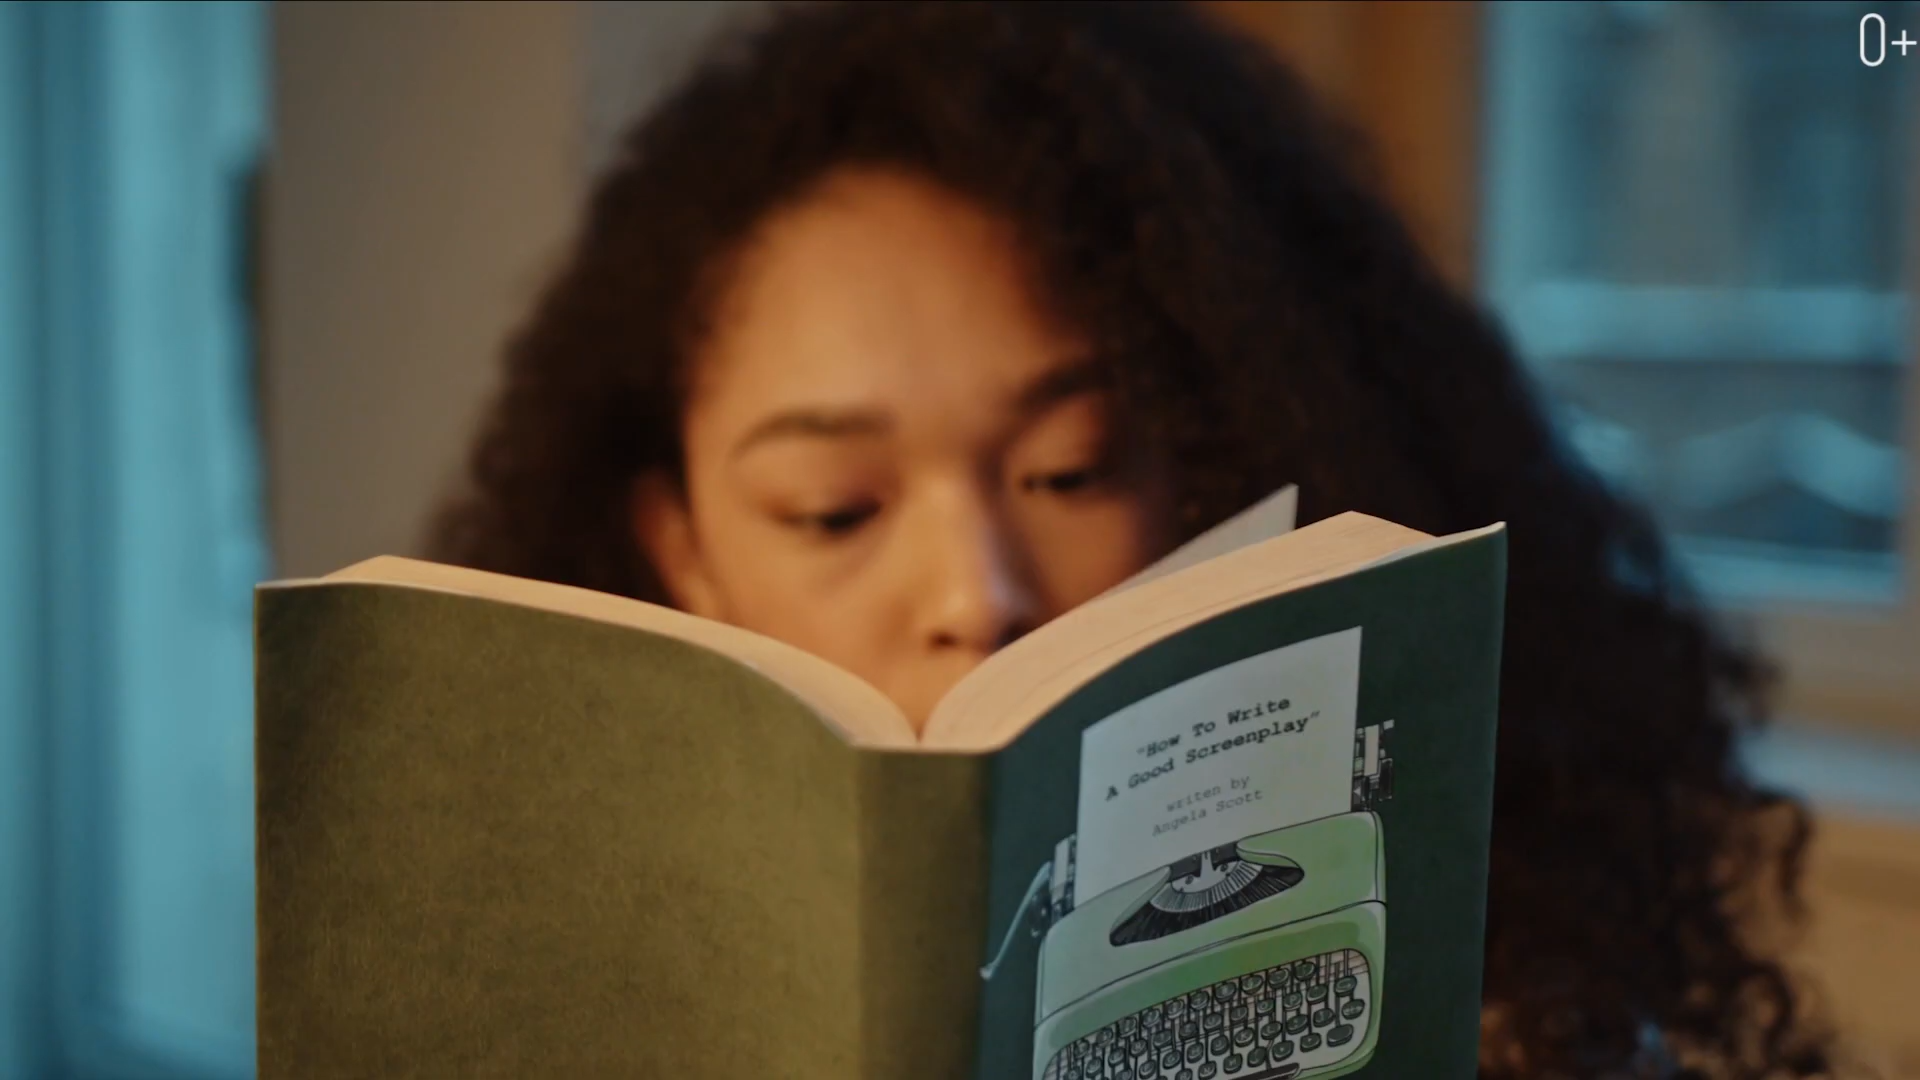 0+
"How To Write
A Good Screenplay"
writen by
Angela Scott